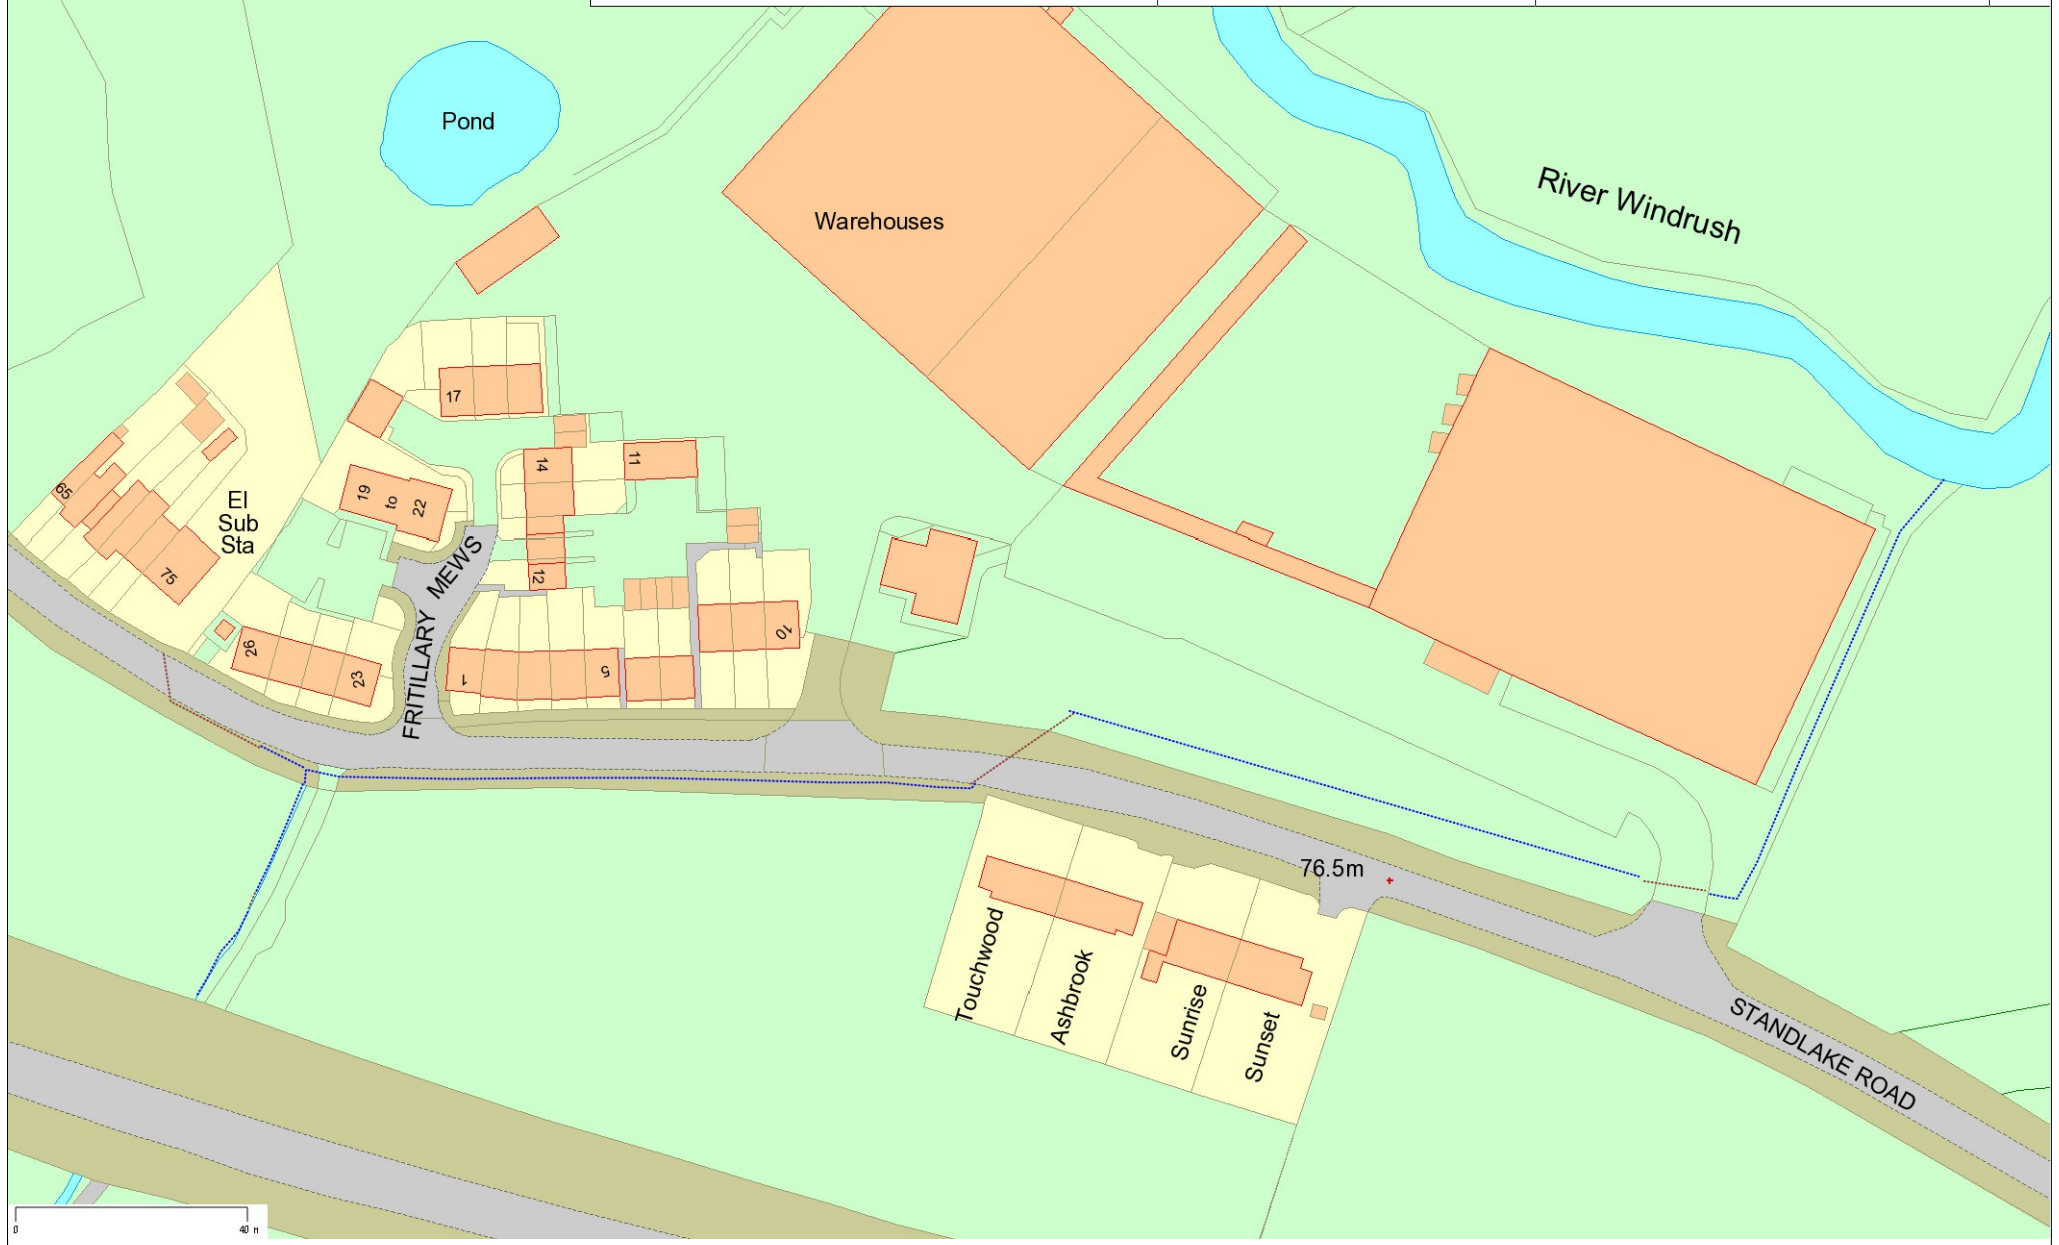 Pond
River Windrush
Warehouses
17
14
11
65
19
to
22
El
Sub
Sta
75
12
MEWS
FRITILLARY
10
26
23
1
5
76.5m
Touchwood
Ashbrook
Sunrise
Sunset
STANDLAKE ROAD
0
40 M